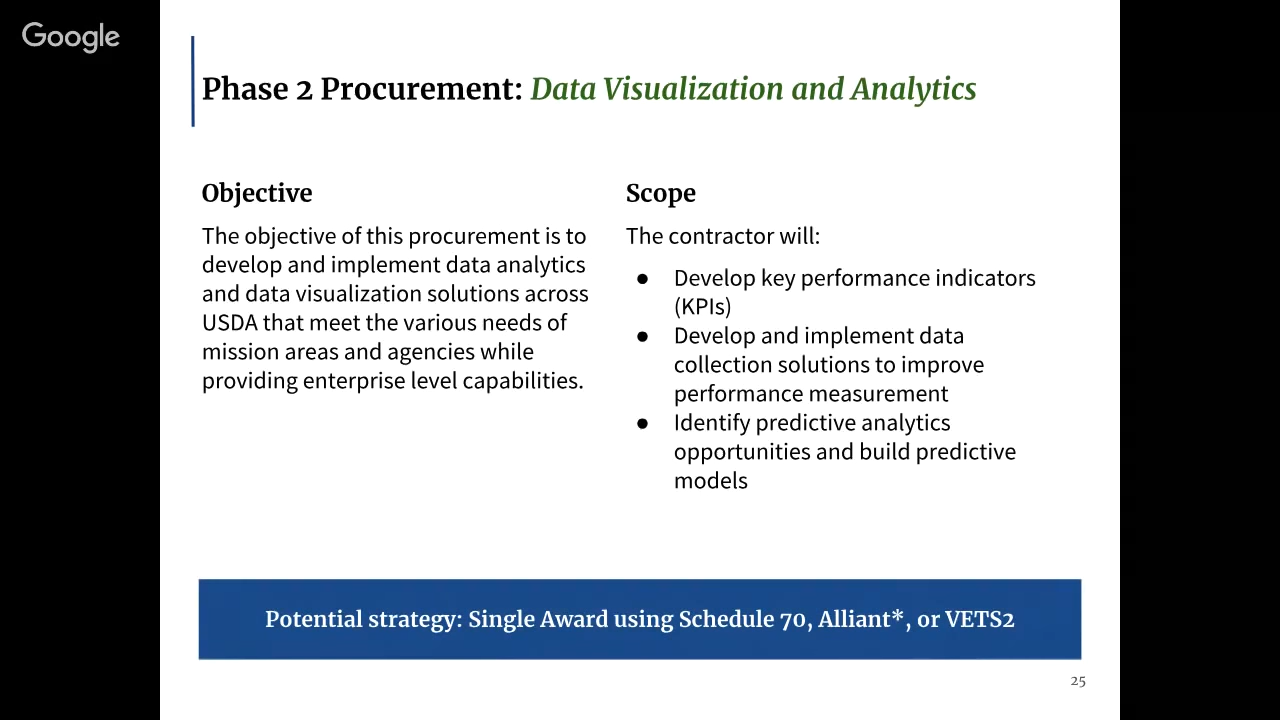 Google
Phase 2 Procurement: Data Visualization and Analytics
Objective
The objective of this procurement is to
develop and implement data analytics
and data visualization solutions across
USDA that meet the various needs of
mission areas and agencies while
providing enterprise level capabilities.
Scope
The contractor will:
● Develop key performance indicators
(KPIs)
● Develop and implement data
collection solutions to improve
performance measurement
● Identify predictive analytics
opportunities and build predictive
models
Potential strategy: Single Award using Schedule 70, Alliant*, or VETS2
25